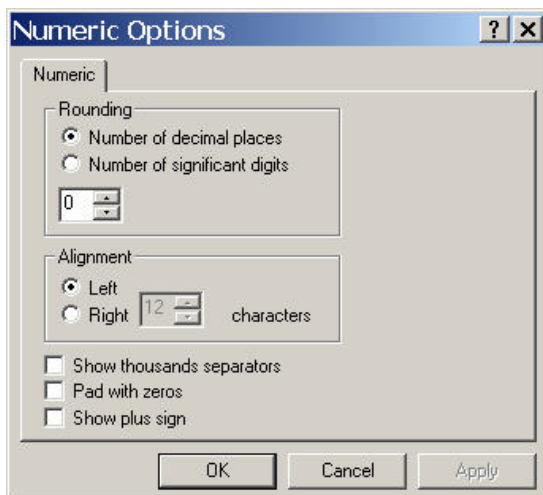 Numeric Options
Numeric
Rounding
Number of decimal places
Number of significant digits
0
Alignment
Left
Right 12 characters
Show thousands separators
Pad with zeros
Show plus sign
OK Cancel Apply